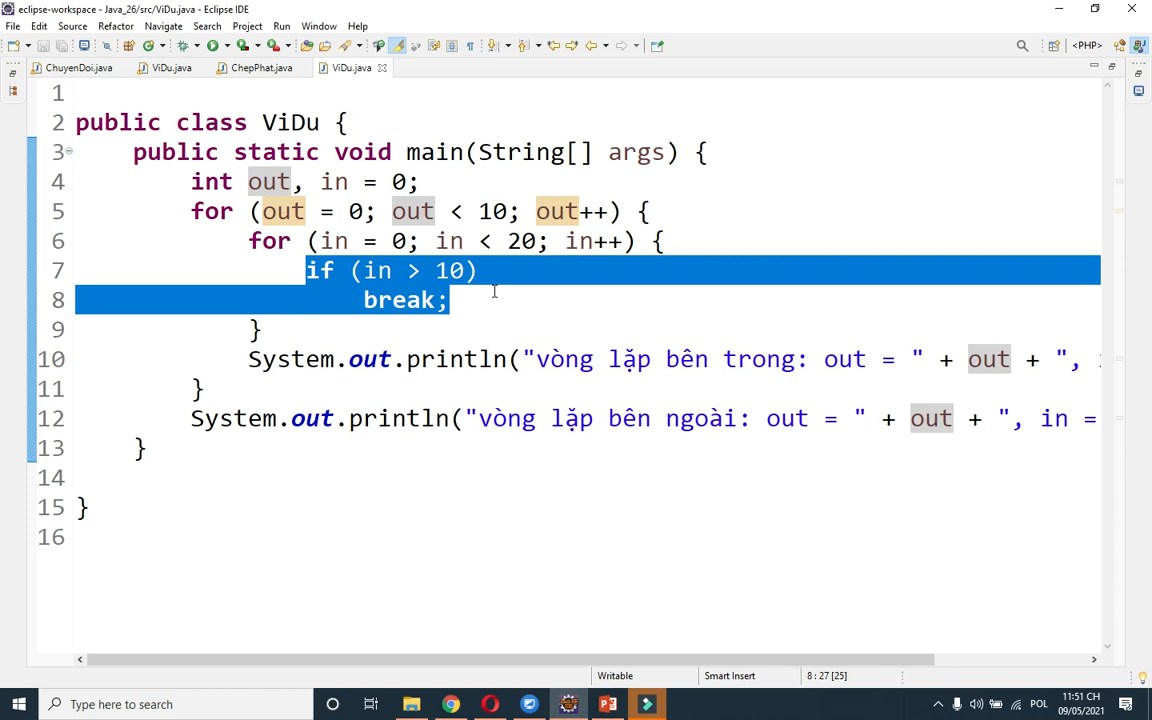 eclipse-workspace - Java_26/src/ViDu.java - Eclipse IDE
File Edit Source Refactor Navigate Search Project Run Window Help
<PHP>
ChuyenDoi.java ViDu.java ChepPhat.java ViDu.java
1
2 public class ViDu {
3 public static void main(String[] args) {
4 int out, in = 0;
5 for (out = 0; out < 10; out++) {
6 for (in = 0; in < 20; in++) {
7 if (in > 10)
8 break;
9 }
10 System.out.println("vòng lặp bên trong: out = " + out + ",
11 }
12 System.out.println("vòng lặp bên ngoài: out = " + out + ", in =
13 }
14
15 }
16
Writable Smart Insert 8 : 27 [25]
Type here to search
POL
11:51 CH
09/05/2021